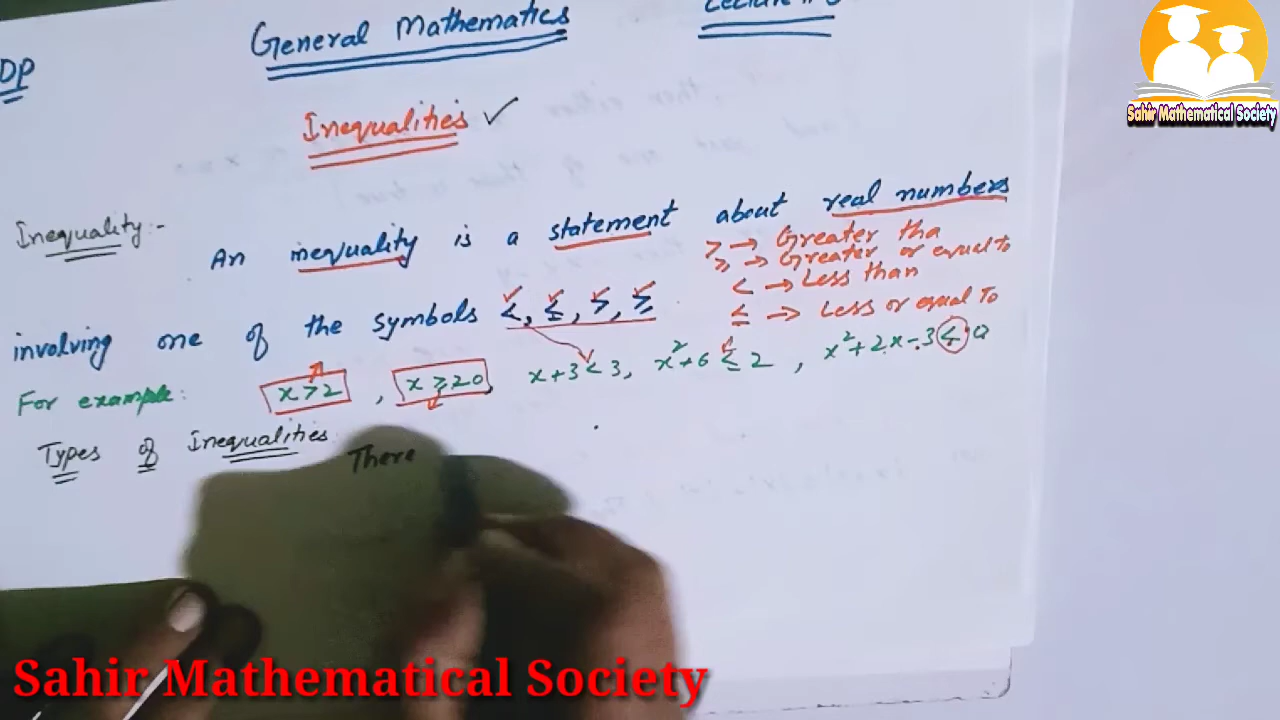 General Mathematics
DP
Inequalities ✓
Sahir Mathematical Society
Inequality:-
An inequality is a statement about real numbers
> → Greater tha
≥ → Greater or equal to
< → Less than
≤ → Less or equal to
involving one of the symbols <, ≤, >, ≥
For example: x > 2, x ≥ 20, x + 3 < 3, x² + 6 ≤ 2, x² + 2x - 3 < 0
Types of Inequalities There
Sahir Mathematical Society